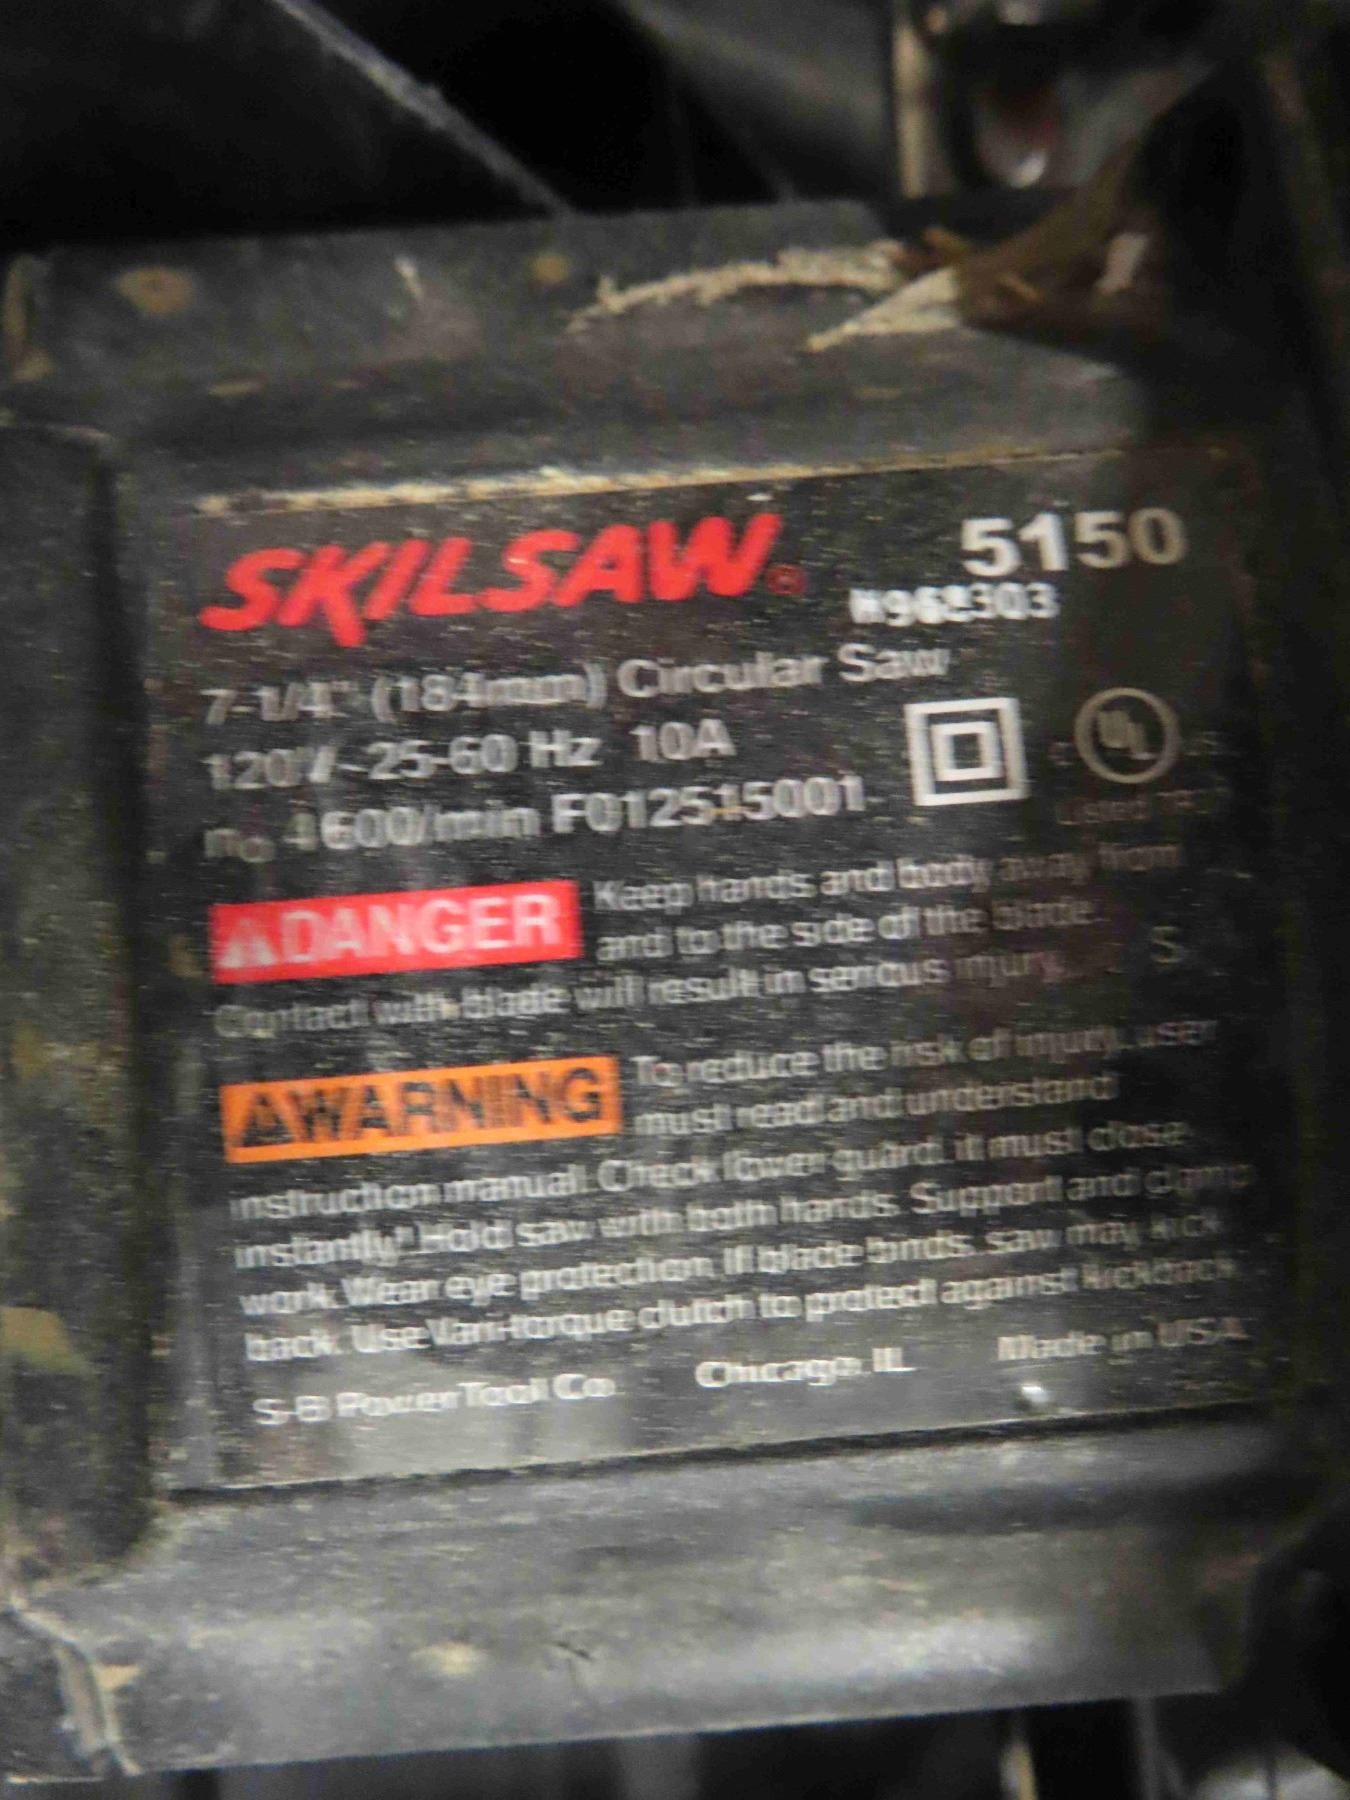 SKILSAW® 5150
7-1/4" (184mm) Circular Saw
120V~25-60 Hz 10A
n₀ 4600/min F012515001
Listed
DANGER Keep hands and body away from
and to the side of the blade.
Contact with blade will result in serious injury. S
WARNING To reduce the risk of injury, user
must read and understand
instruction manual. Check lower guard. it must close
instantly! Hold saw with both hands. Support and clamp
work. Wear eye protection. If blade binds, saw may kick
back. Use Vari-torque clutch to protect against kickback.
S-B Power Tool Co. Chicago, IL Made in USA